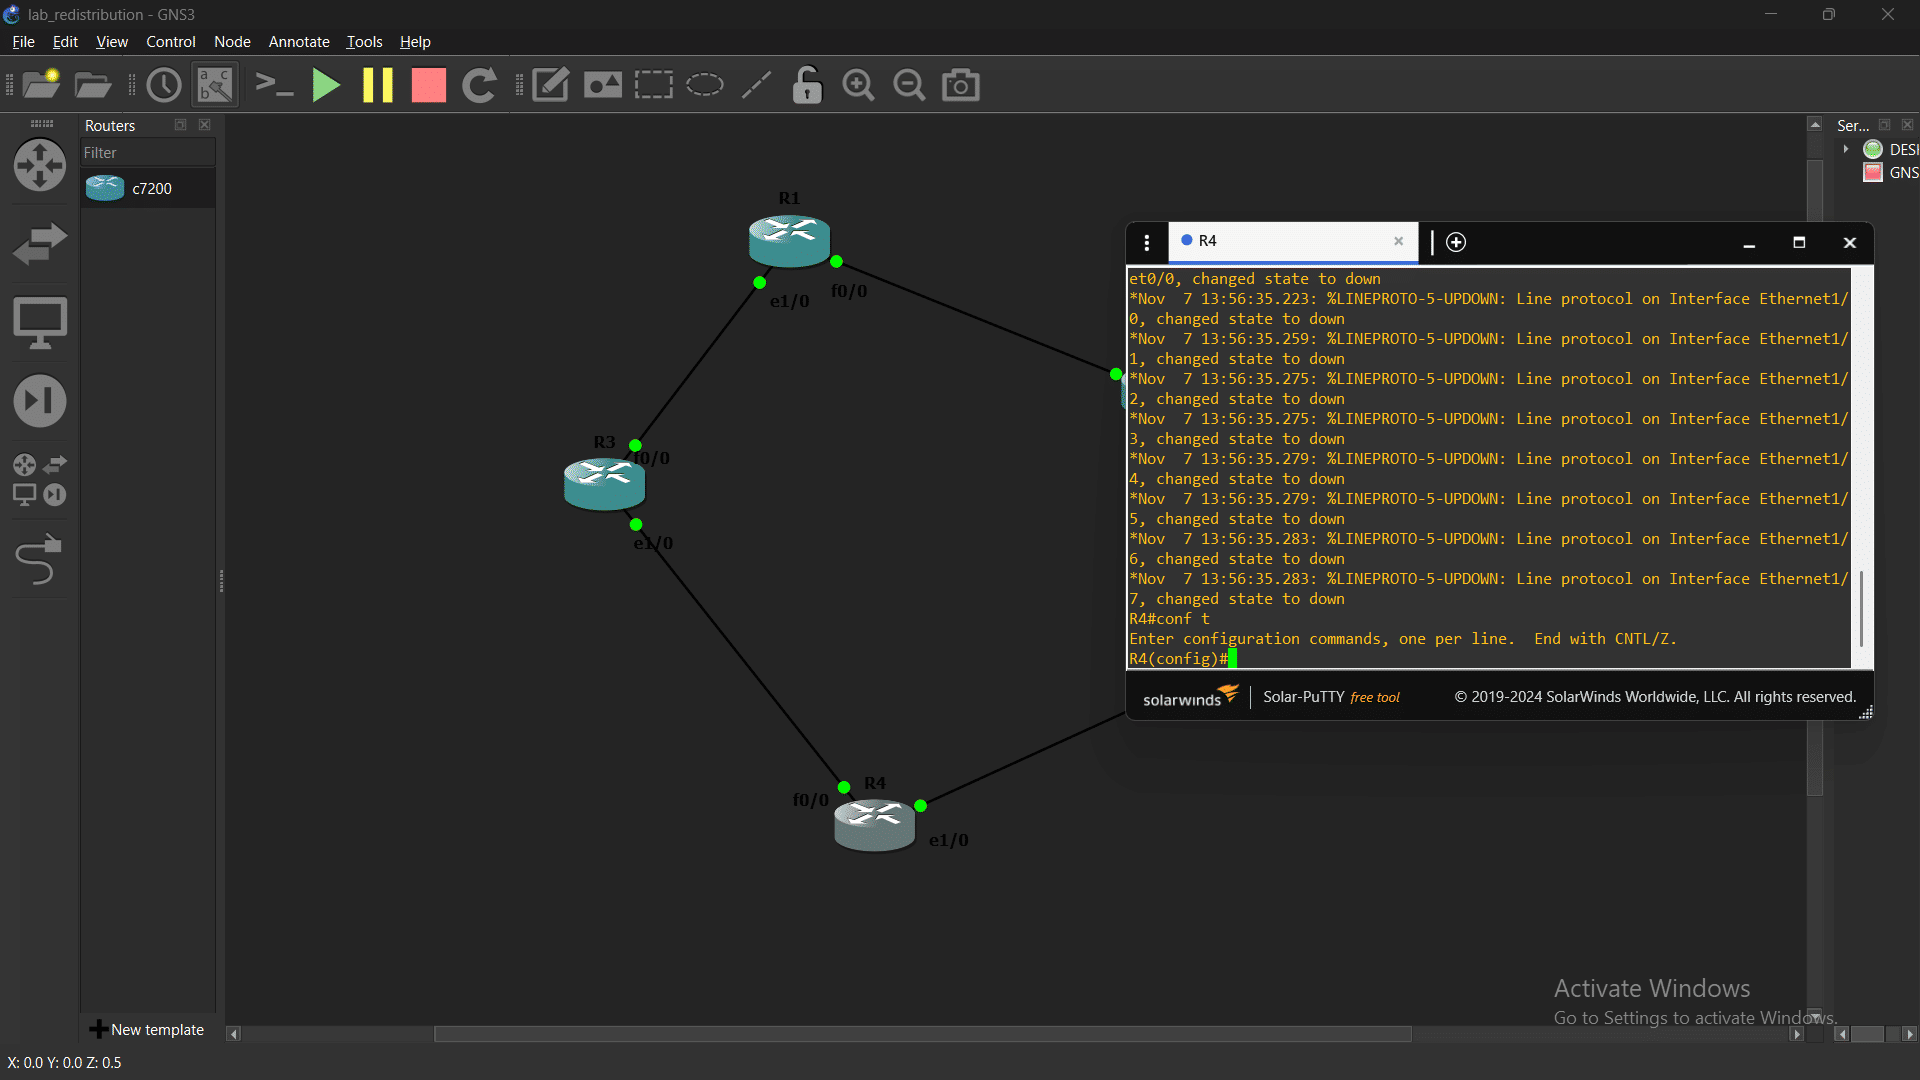 lab_redistribution - GNS3
File Edit View Control Node Annotate Tools Help
a c
b
Routers
Filter
c7200
New template
R1
e1/0
f0/0
R3
f0/0
e1/0
R4
f0/0
e1/0
Ser...
DESI
GNS
R4
et0/0, changed state to down
*Nov  7 13:56:35.223: %LINEPROTO-5-UPDOWN: Line protocol on Interface Ethernet1/
0, changed state to down
*Nov  7 13:56:35.259: %LINEPROTO-5-UPDOWN: Line protocol on Interface Ethernet1/
1, changed state to down
*Nov  7 13:56:35.275: %LINEPROTO-5-UPDOWN: Line protocol on Interface Ethernet1/
2, changed state to down
*Nov  7 13:56:35.275: %LINEPROTO-5-UPDOWN: Line protocol on Interface Ethernet1/
3, changed state to down
*Nov  7 13:56:35.279: %LINEPROTO-5-UPDOWN: Line protocol on Interface Ethernet1/
4, changed state to down
*Nov  7 13:56:35.279: %LINEPROTO-5-UPDOWN: Line protocol on Interface Ethernet1/
5, changed state to down
*Nov  7 13:56:35.283: %LINEPROTO-5-UPDOWN: Line protocol on Interface Ethernet1/
6, changed state to down
*Nov  7 13:56:35.283: %LINEPROTO-5-UPDOWN: Line protocol on Interface Ethernet1/
7, changed state to down
R4#conf t
Enter configuration commands, one per line.  End with CNTL/Z.
R4(config)#
solarwinds Solar-PuTTY free tool © 2019-2024 SolarWinds Worldwide, LLC. All rights reserved.
Activate Windows
Go to Settings to activate Windows.
X: 0.0 Y: 0.0 Z: 0.5